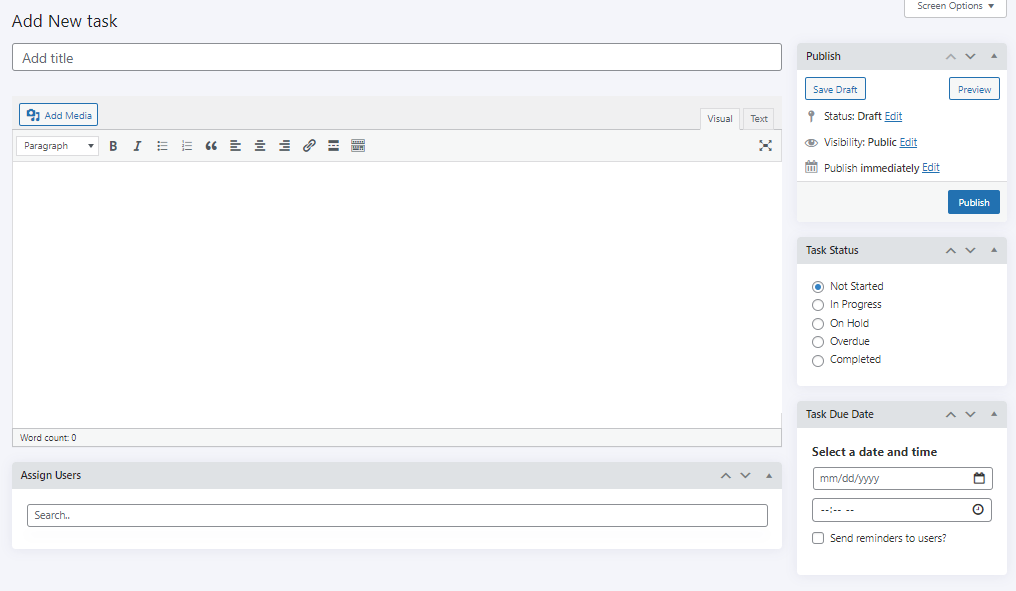 Screen Options
Add New task
Add title
Add Media
Visual Text
Paragraph B I
Word count: 0
Assign Users
Search..
Publish
Save Draft Preview
Status: Draft Edit
Visibility: Public Edit
Publish immediately Edit
Publish
Task Status
Not Started
In Progress
On Hold
Overdue
Completed
Task Due Date
Select a date and time
mm/dd/yyyy
--:-- --
Send reminders to users?